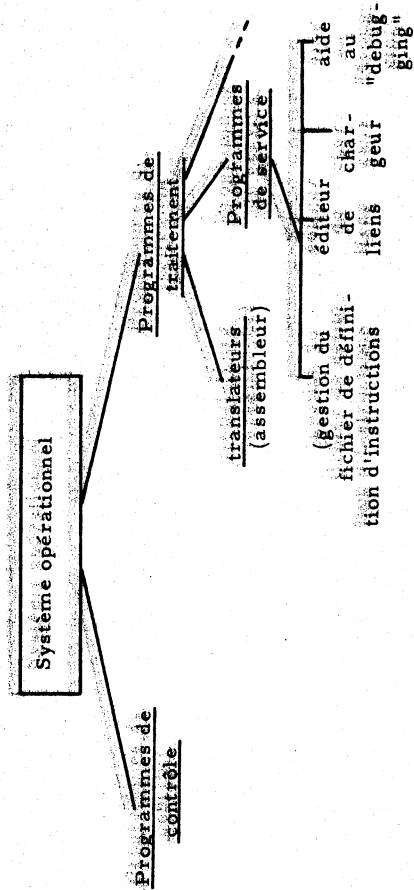 Système opérationnel
Programmes de
contrôle
Programmes de
traitement
translateurs
(assembleur)
Programmes
de service
(gestion du
fichier de défini-
tion d'instructions
éditeur
de
liens
char-
geur
aide
au
"debug-
ging"